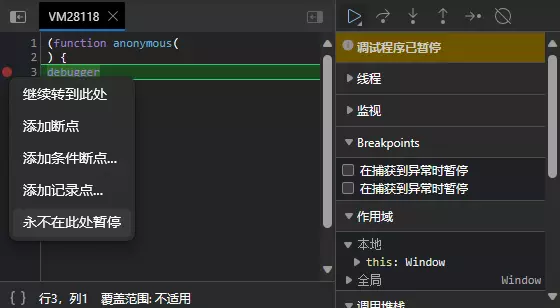 VM28118
1 (function anonymous(
2 ) {
3 debugger
继续转到此处
添加断点
添加条件断点...
添加记录点...
永不在此处暂停
{ } 行3，列1 覆盖范围: 不适用
调试程序已暂停
线程
监视
Breakpoints
在捕获到异常时暂停
在捕获到异常时暂停
作用域
本地
this: Window
全局 Window
调用堆栈